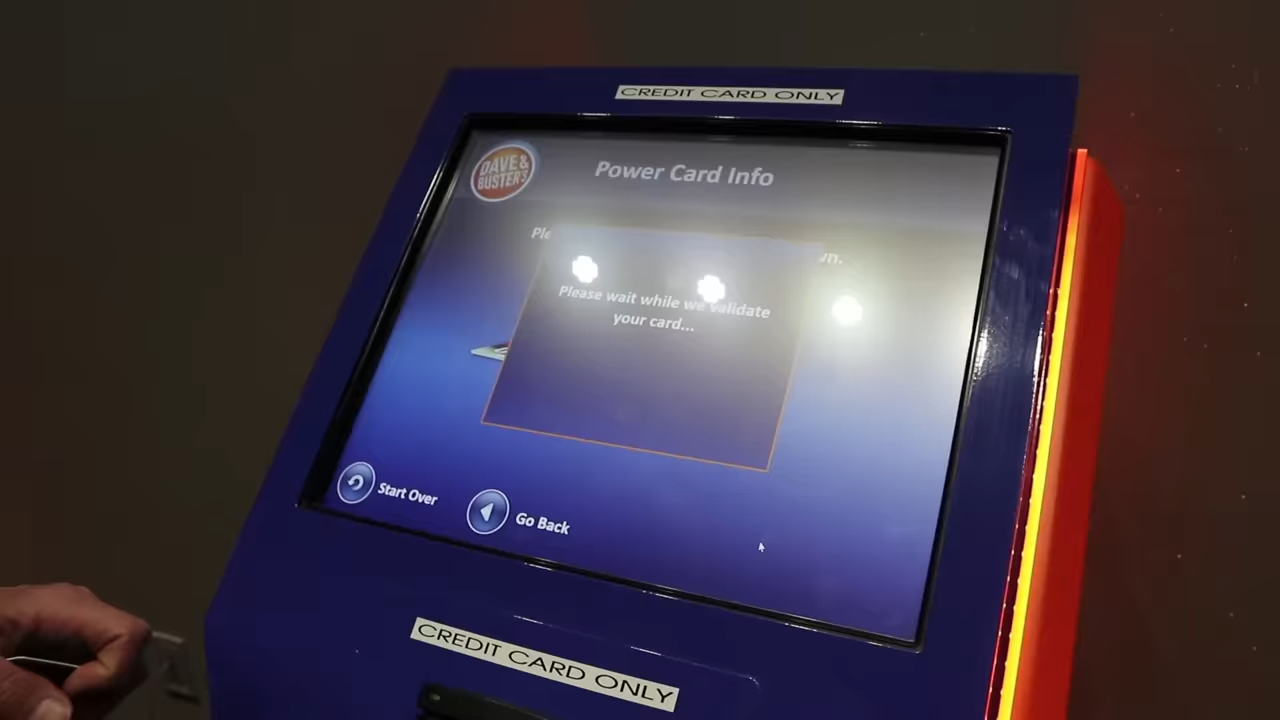 CREDIT CARD ONLY
DAVE &
BUSTER'S
Power Card Info
Please wait while we validate
your card...
Start Over
Go Back
CREDIT CARD ONLY